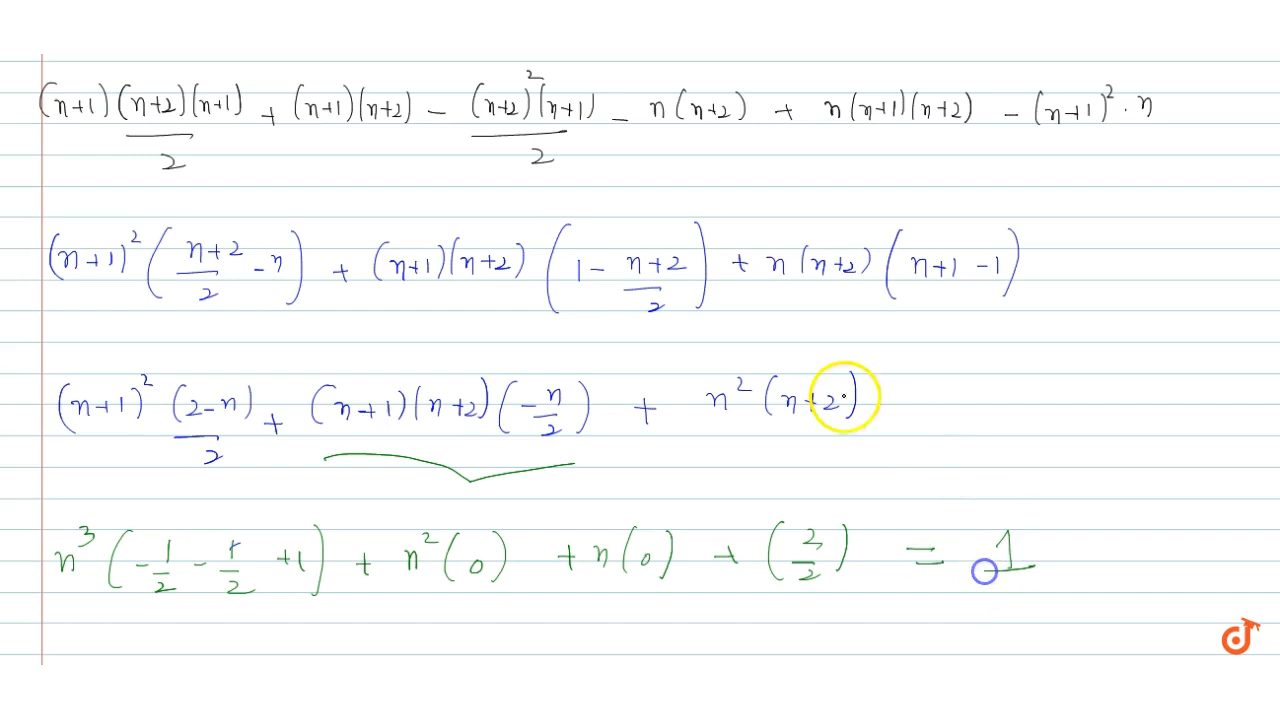 (n+1)(n+2)(n+1)/2 + (n+1)(n+2) - (n+2)²(n+1)/2 - n(n+2) + n(n+1)(n+2) - (n+1)²·n
(n+1)²(n+2/2 - n) + (n+1)(n+2)(1 - n+2/2) + n(n+2)(n+1-1)
(n+1)²(2-n)/2 + (n+1)(n+2)(-n/2) + n²(n+2)
n³(-1/2 - 1/2 + 1) + n²(0) + n(0) + (2/2) = 1